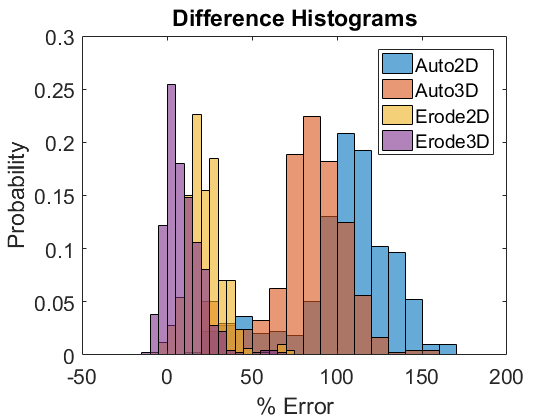 Difference Histograms
0.3
0.25
0.2
0.15
0.1
0.05
0
Probability
Auto2D
Auto3D
Erode2D
Erode3D
-50 0 50 100 150 200
% Error